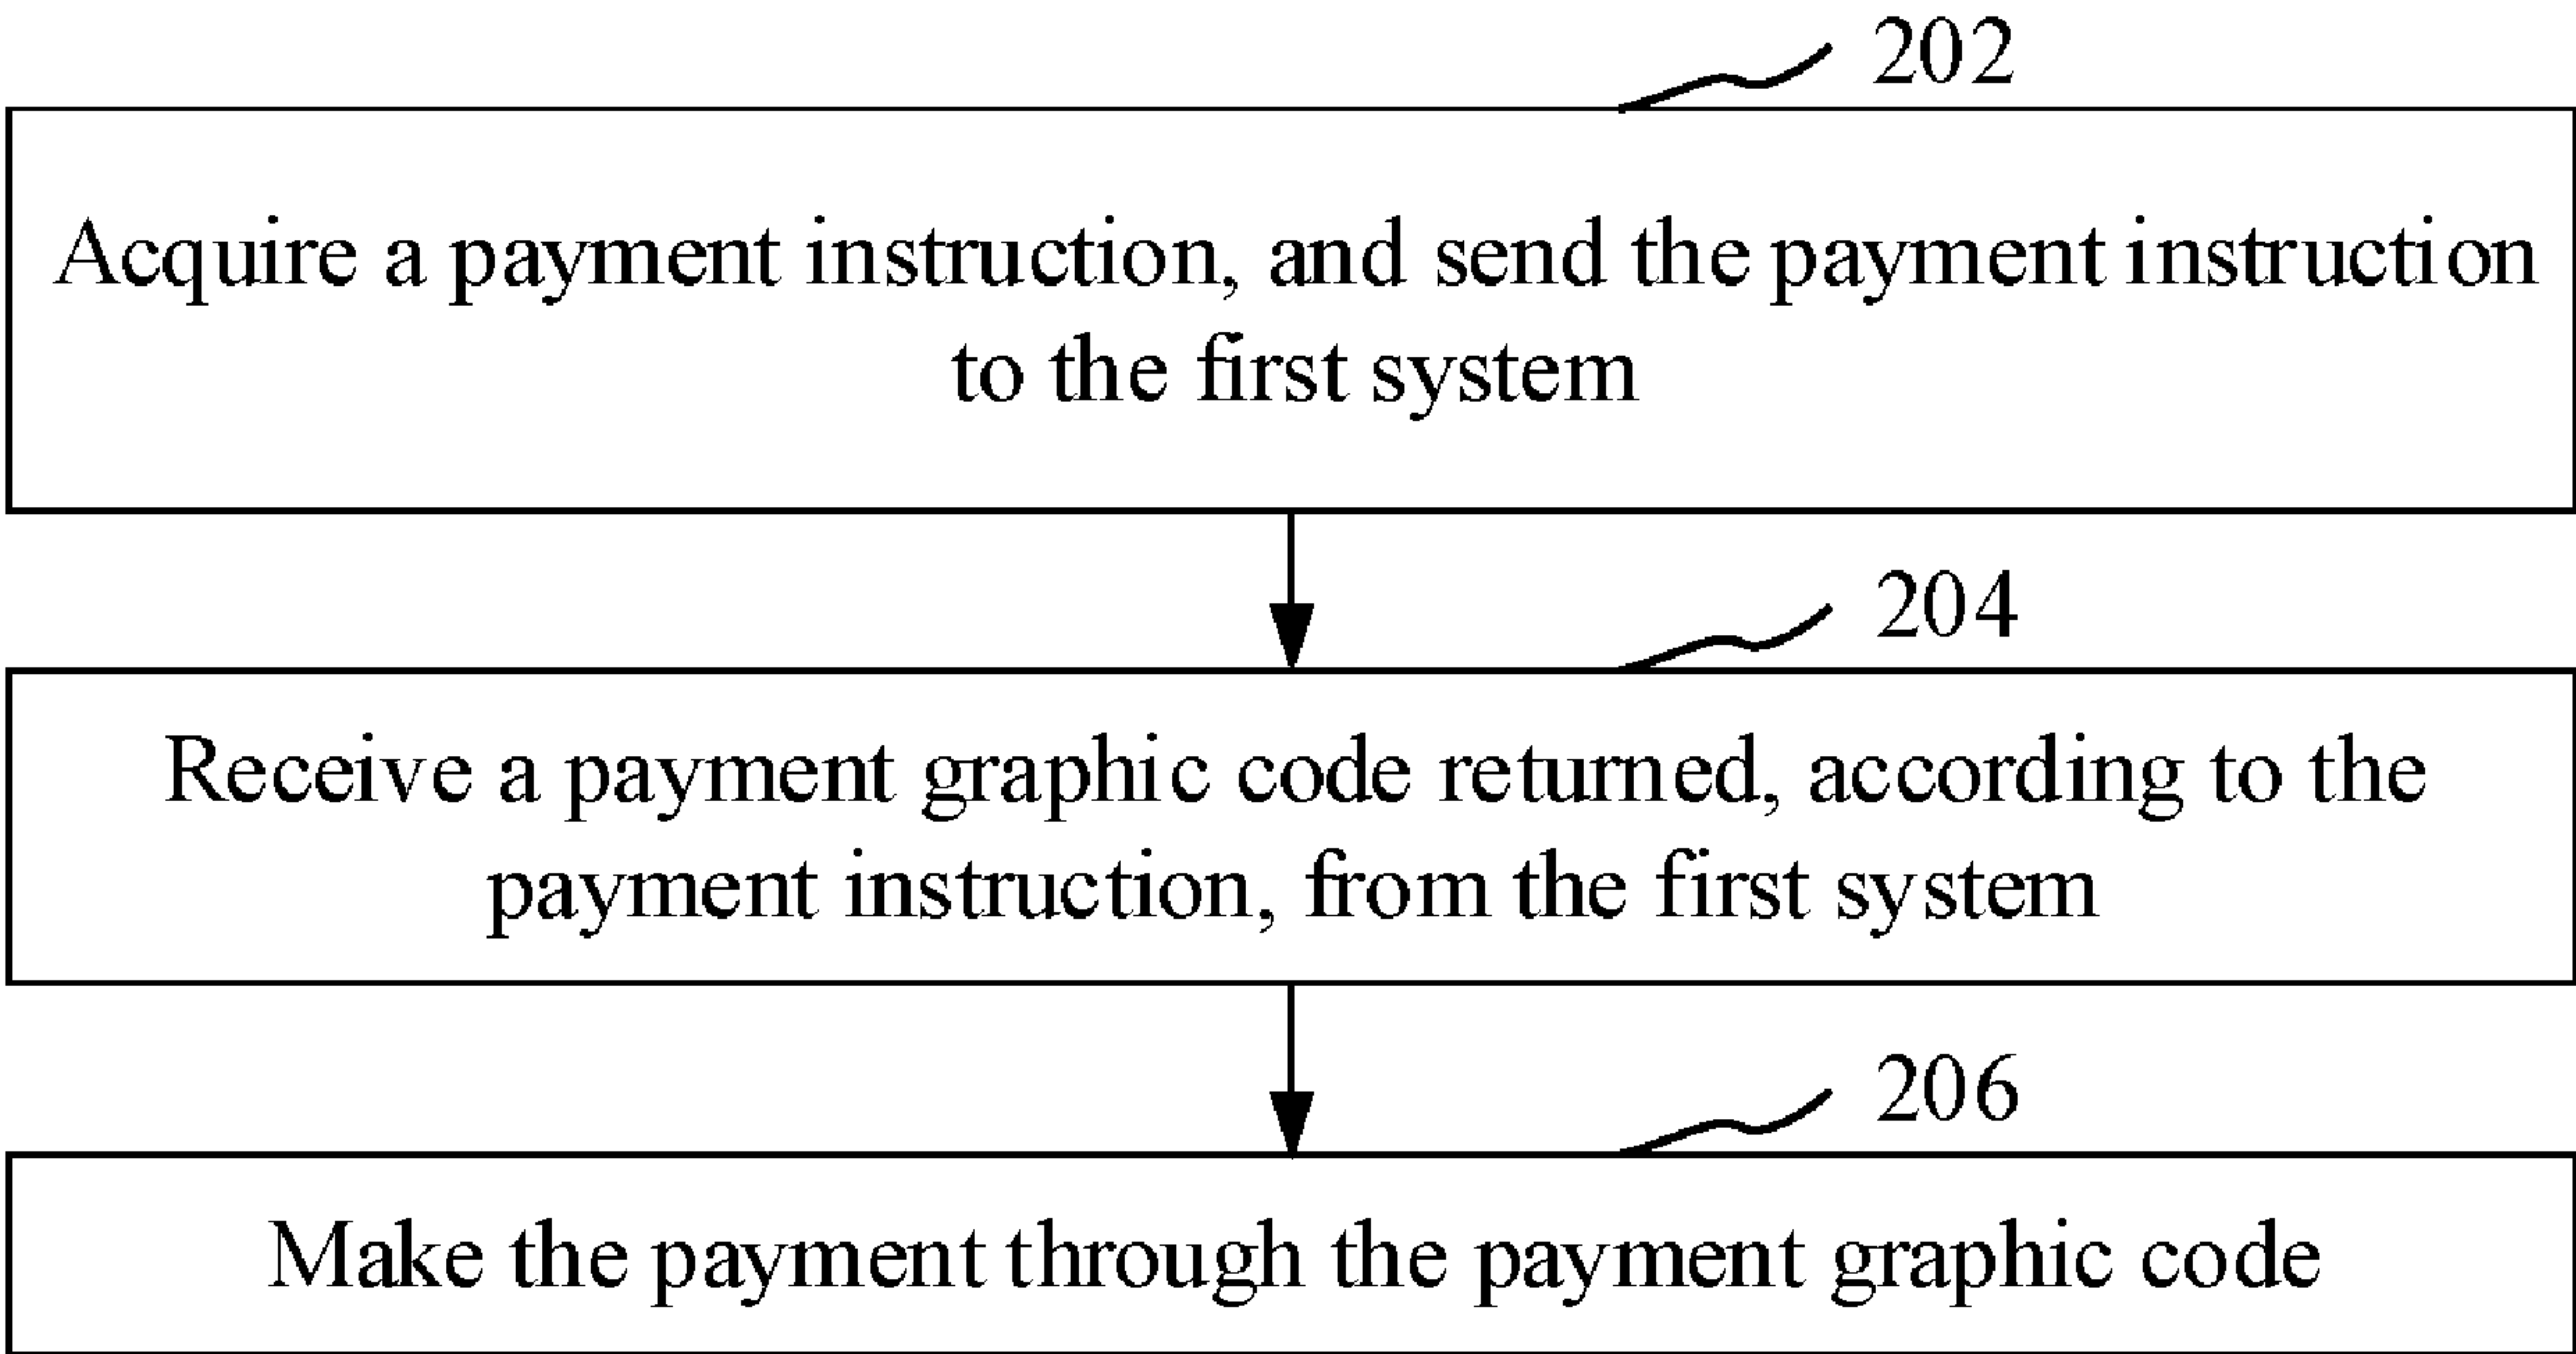 202
Acquire a payment instruction, and send the payment instruction
to the first system
204
Receive a payment graphic code returned, according to the
payment instruction, from the first system
206
Make the payment through the payment graphic code